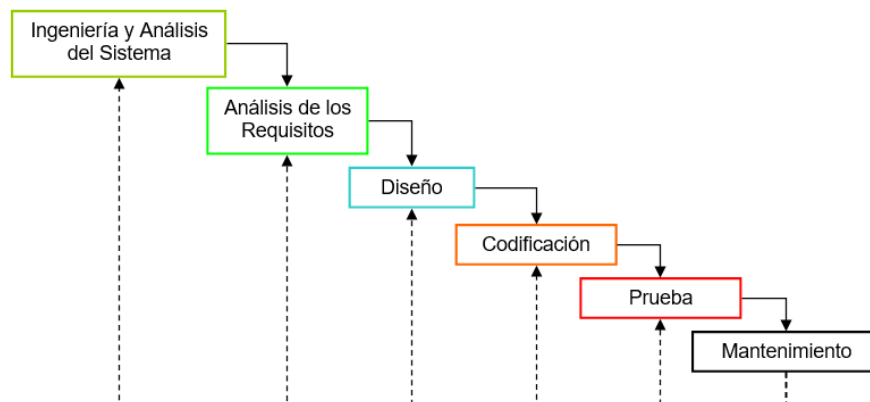 Ingeniería y Análisis
del Sistema
Análisis de los
Requisitos
Diseño
Codificación
Prueba
Mantenimiento